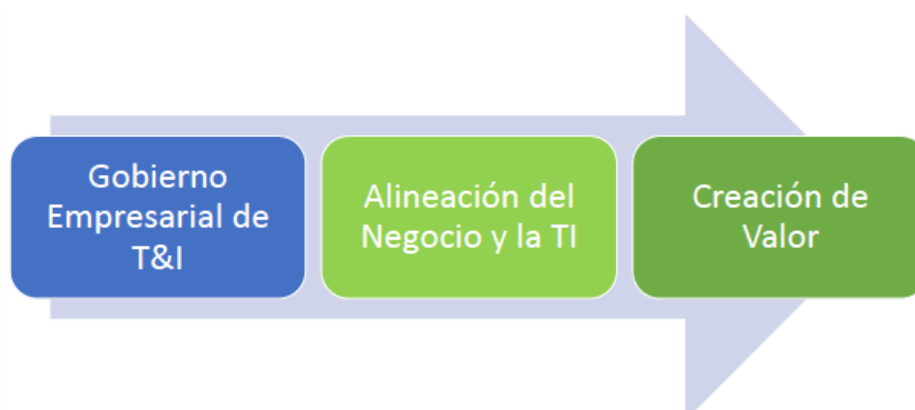 Gobierno
Empresarial de
T&I
Alineación del
Negocio y la TI
Creación de
Valor